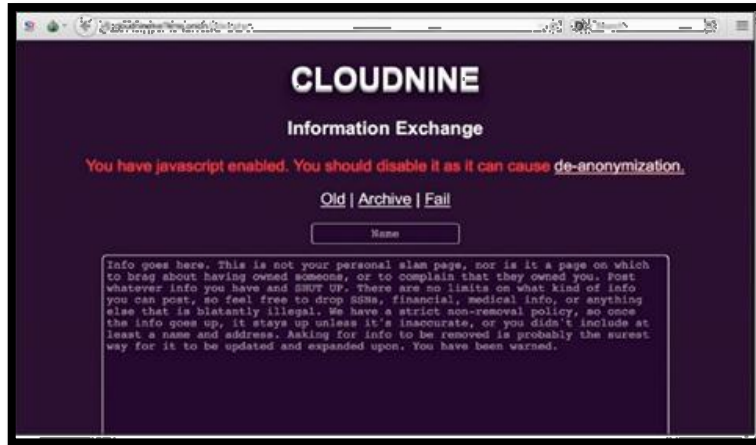 CLOUDNINE
Information Exchange
You have javascript enabled. You should disable it as it can cause de-anonymization.
Old | Archive | Fail
Name
Info goes here. This is not your personal slam page, nor is it a page on which
to brag about having owned someone, or to complain that they owned you. Post
whatever info you have and SHUT UP. There are no limits on what kind of info
you can post, so feel free to drop SSNs, financial, medical info, or anything
else that is blatantly illegal. We have a strict non-removal policy, so once
the info goes up, it stays up unless it's inaccurate, or you didn't include at
least a name and address. Asking for info to be removed is probably the surest
way for it to be updated and expanded upon. You have been warned.